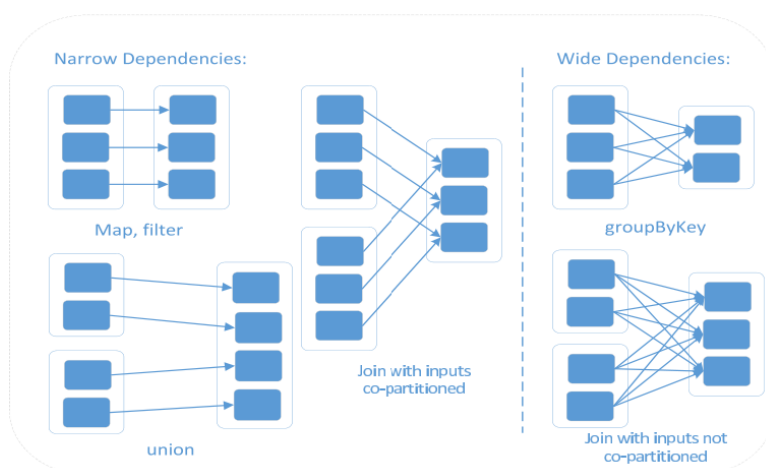 Narrow Dependencies:
Wide Dependencies:
Map, filter
groupByKey
Join with inputs
co-partitioned
union
Join with inputs not
co-partitioned